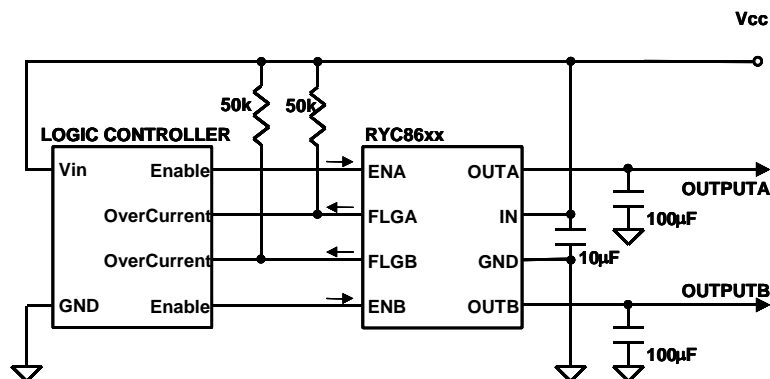 Vcc
50k 50k
LOGIC CONTROLLER RYC86xx
Vin Enable ENA OUTA
OUTPUTA
OverCurrent FLGA IN 100µF
OverCurrent FLGB GND 10µF
GND Enable ENB OUTB OUTPUTB
100µF